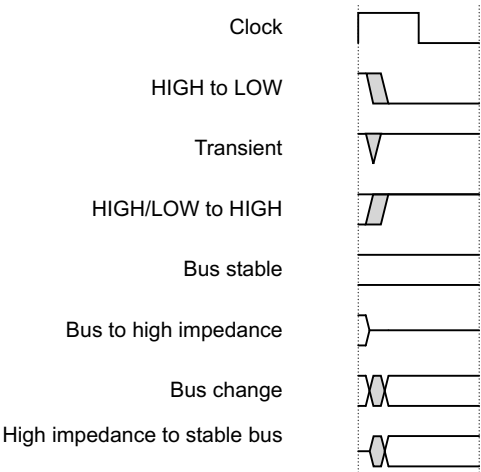 Clock
HIGH to LOW
Transient
HIGH/LOW to HIGH
Bus stable
Bus to high impedance
Bus change
High impedance to stable bus